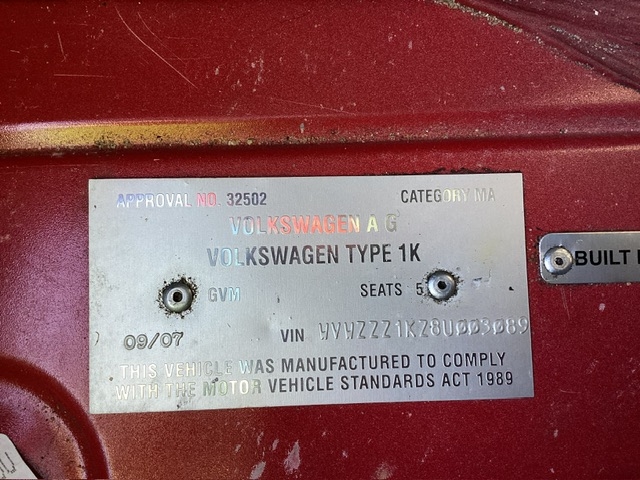 APPROVAL NO. 32502
CATEGORY MA
VOLKSWAGEN A G
VOLKSWAGEN TYPE 1K
GVM
SEATS 5
09/07
VIN WVWZZZ1KZ8U003089
THIS VEHICLE WAS MANUFACTURED TO COMPLY
WITH THE MOTOR VEHICLE STANDARDS ACT 1989
BUILT